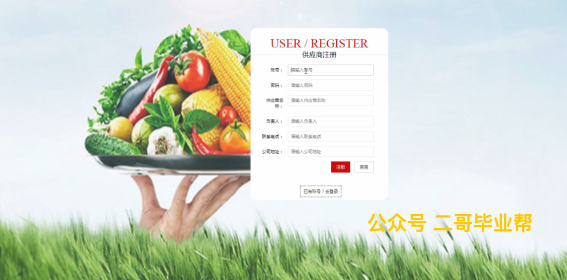 USER / REGISTER
供应商注册
账号：
请输入账号
密码：
请输入密码
供应商名称：
请输入供应商名称
负责人：
请输入负责人
联系电话：
请输入联系电话
公司地址：
请输入公司地址
注册
重置
已有账号？去登录
公众号 二哥毕业帮